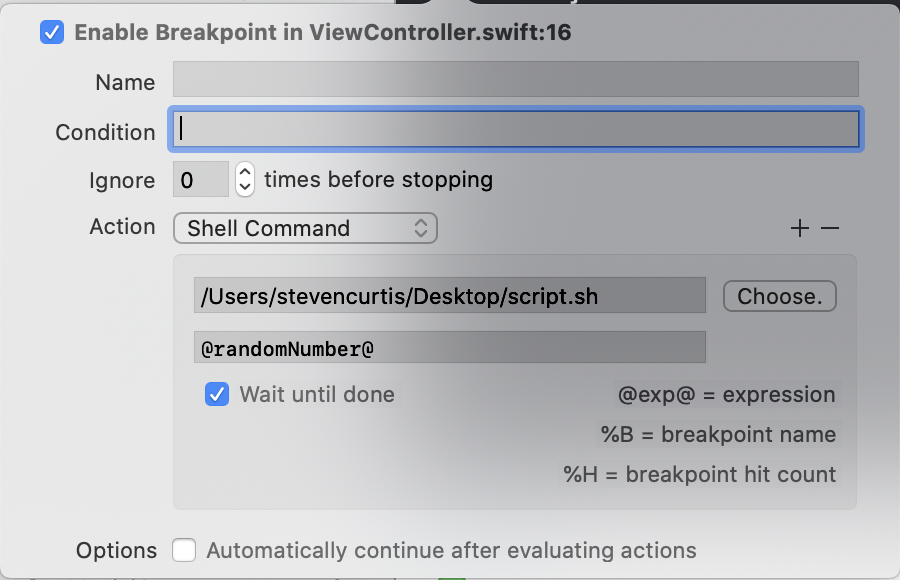 Enable Breakpoint in ViewController.swift:16
Name
Condition
Ignore 0 times before stopping
Action Shell Command + −
/Users/stevencurtis/Desktop/script.sh Choose.
@randomNumber@
Wait until done @exp@ = expression
%B = breakpoint name
%H = breakpoint hit count
Options Automatically continue after evaluating actions